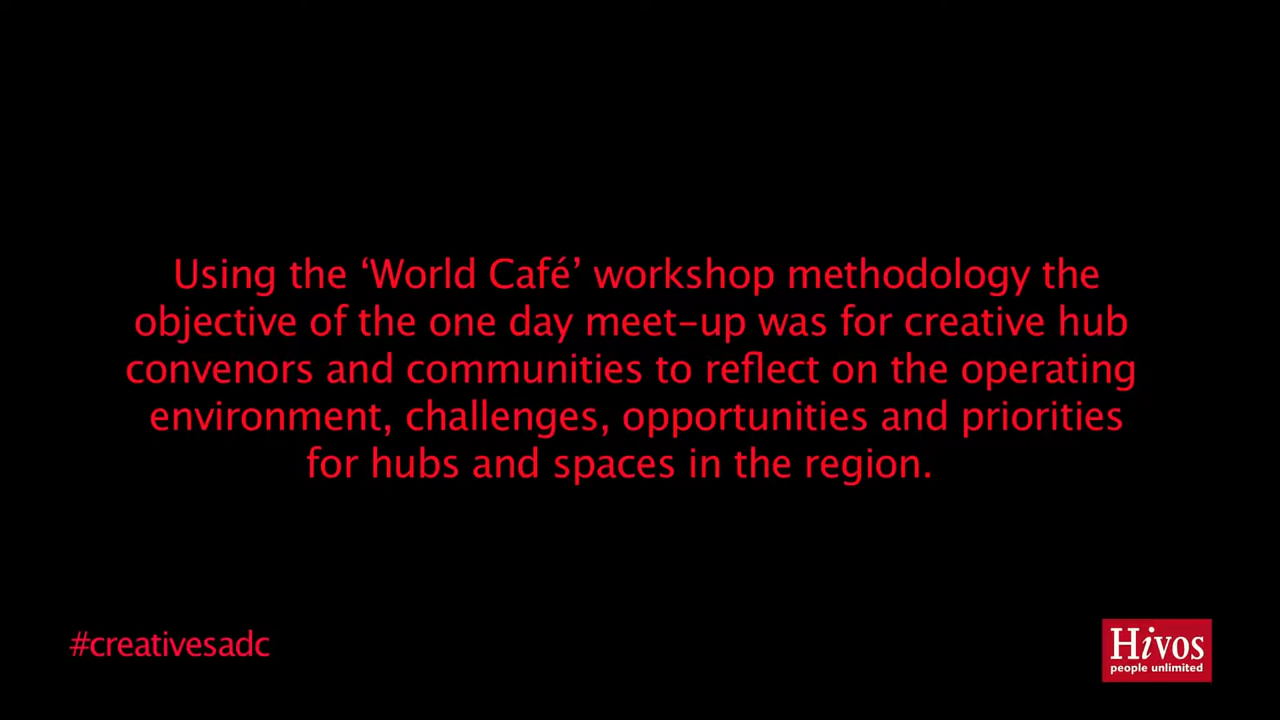 Using the ‘World Café’ workshop methodology the
objective of the one day meet-up was for creative hub
convenors and communities to reflect on the operating
environment, challenges, opportunities and priorities
for hubs and spaces in the region.
#creativesadc
Hivos
people unlimited